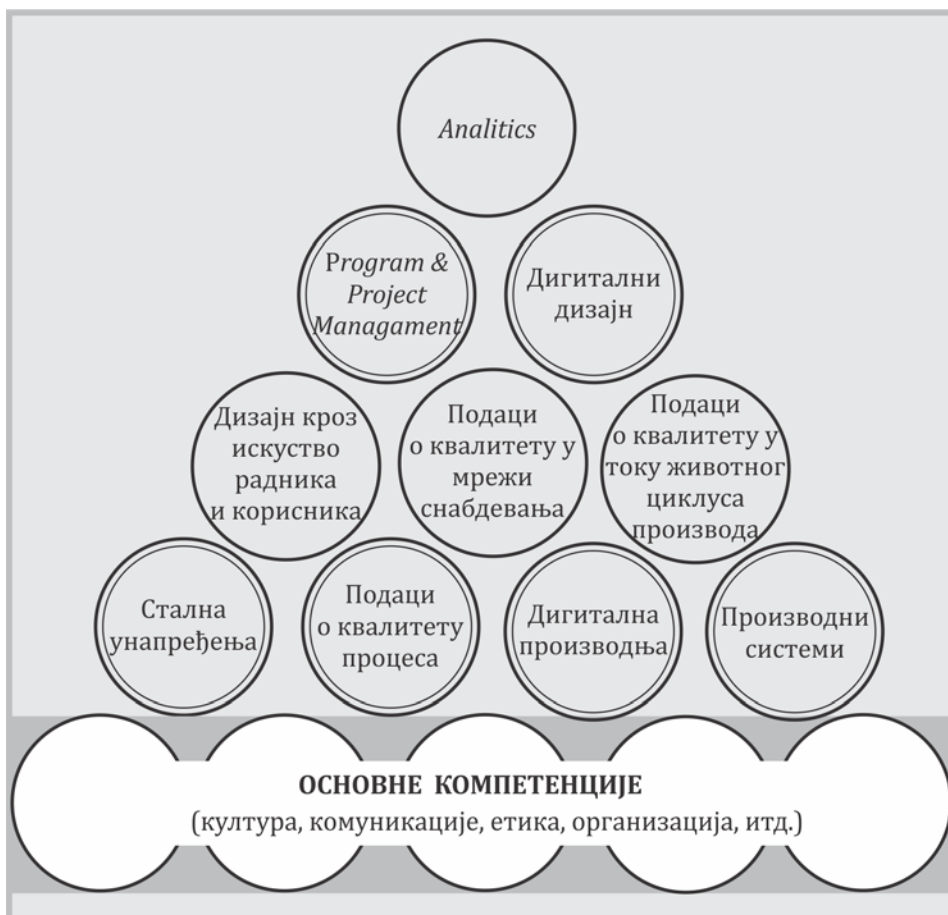 Analitics
Program &
Project
Managament
Дигитални
дизајн
Дизајн кроз
искуство
радника
и корисника
Подаци
о квалитету у
мрежи
снабдевања
Подаци
о квалитету у
току животног
циклуса
производа
Стална
унапређења
Подаци
о квалитету
процеса
Дигитална
производња
Производни
системи
ОСНОВНЕ КОМПЕТЕНЦИЈЕ
(култура, комуникације, етика, организација, итд.)